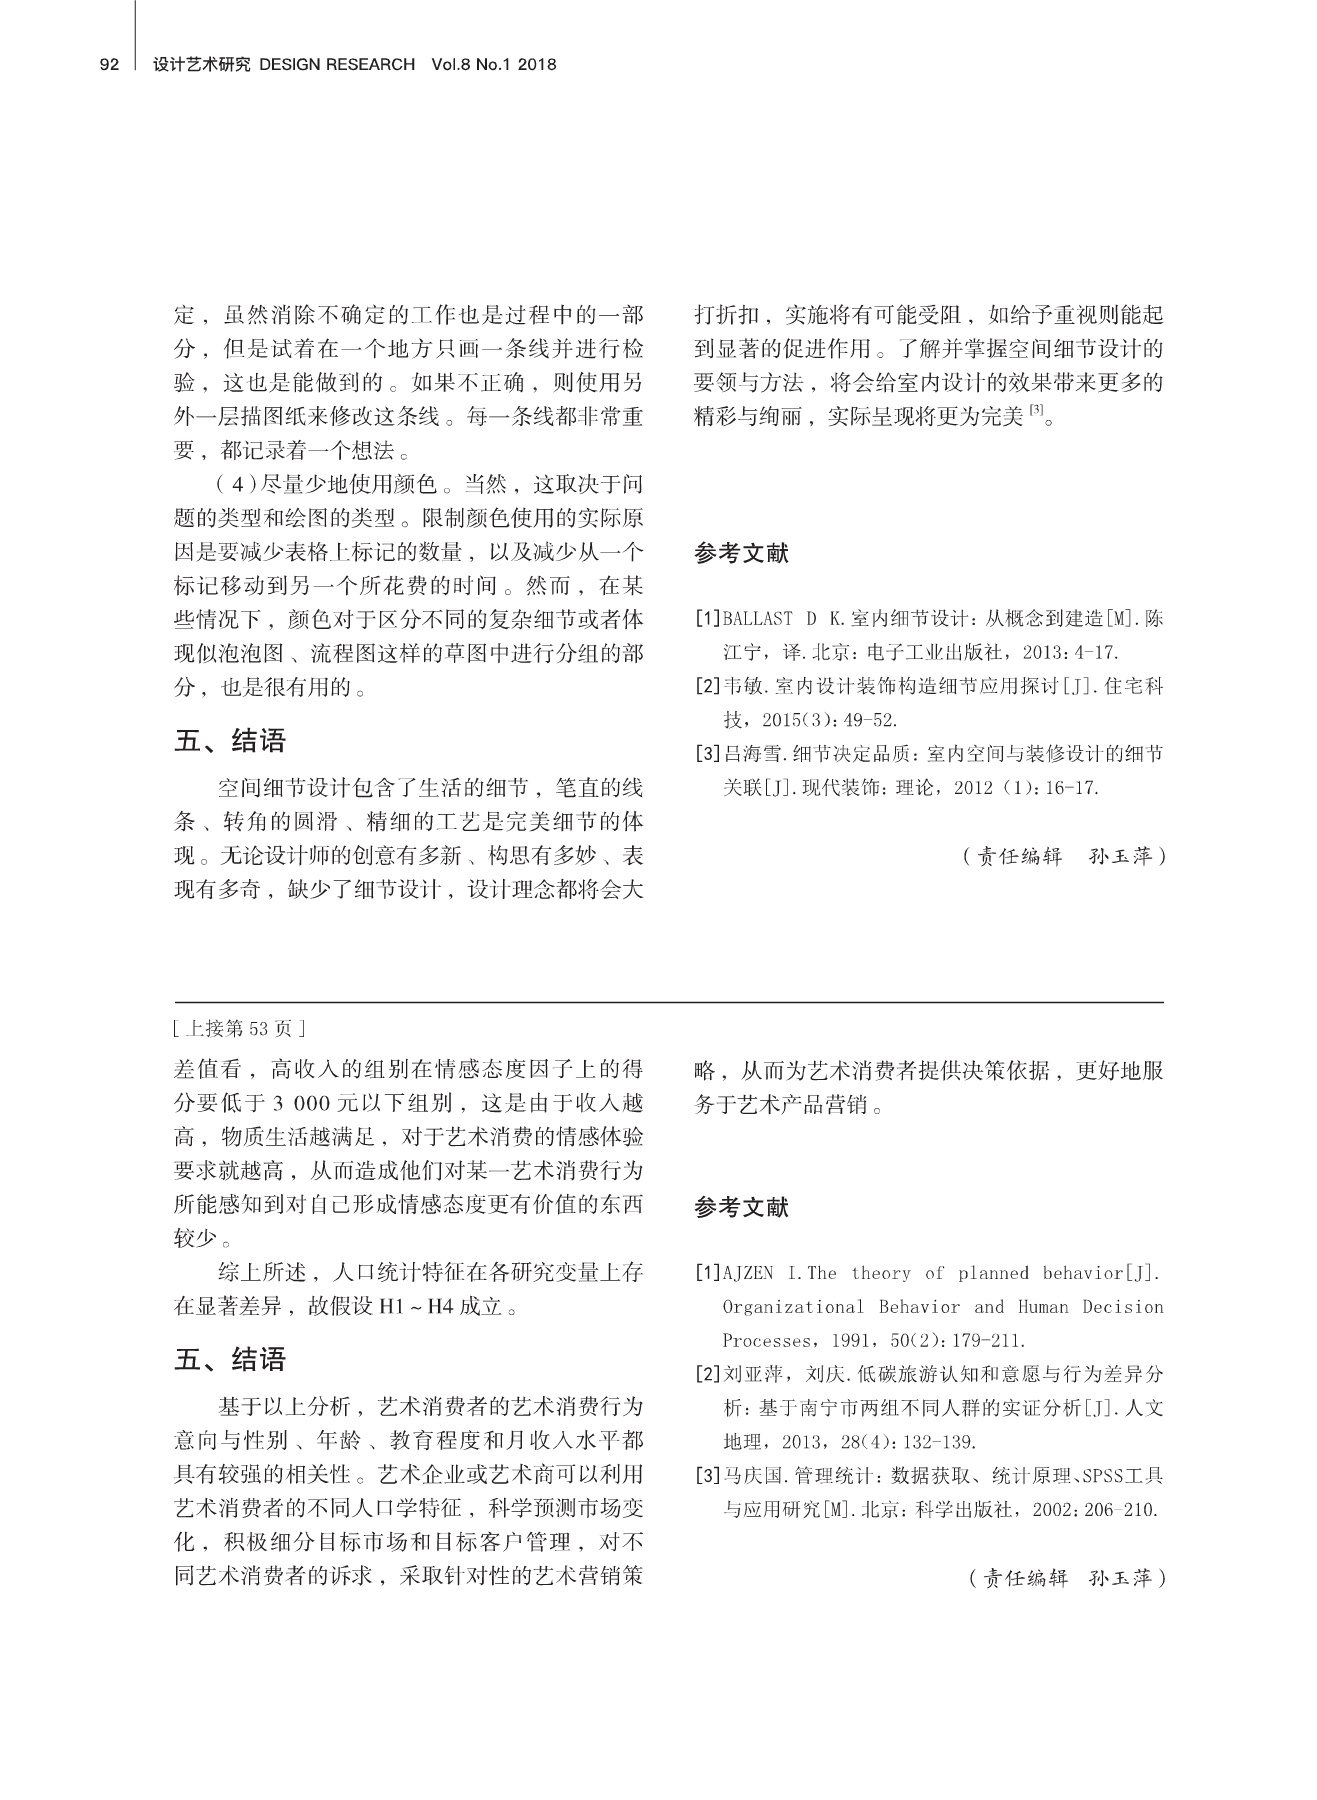 92 设计艺术研究 DESIGN RESEARCH Vol.8 No.1 2018
定，虽然消除不确定的工作也是过程中的一部
分，但是试着在一个地方只画一条线并进行检
验，这也是能做到的。如果不正确，则使用另
外一层描图纸来修改这条线。每一条线都非常重
要，都记录着一个想法。
（4）尽量少地使用颜色。当然，这取决于问
题的类型和绘图的类型。限制颜色使用的实际原
因是要减少表格上标记的数量，以及减少从一个
标记移动到另一个所花费的时间。然而，在某
些情况下，颜色对于区分不同的复杂细节或者体
现似泡泡图、流程图这样的草图中进行分组的部
分，也是很有用的。
五、结语
空间细节设计包含了生活的细节，笔直的线
条、转角的圆滑、精细的工艺是完美细节的体
现。无论设计师的创意有多新、构思有多妙、表
现有多奇，缺少了细节设计，设计理念都将会大
打折扣，实施将有可能受阻，如给予重视则能起
到显著的促进作用。了解并掌握空间细节设计的
要领与方法，将会给室内设计的效果带来更多的
精彩与绚丽，实际呈现将更为完美[3]。
参考文献
[1]BALLAST D K.室内细节设计：从概念到建造[M].陈
江宁，译.北京：电子工业出版社，2013：4-17.
[2]韦敏.室内设计装饰构造细节应用探讨[J].住宅科
技，2015(3)：49-52.
[3]吕海雪.细节决定品质：室内空间与装修设计的细节
关联[J].现代装饰：理论，2012（1）：16-17.
（责任编辑 孙玉萍）
[上接第 53 页]
差值看，高收入的组别在情感态度因子上的得
分要低于 3 000 元以下组别，这是由于收入越
高，物质生活越满足，对于艺术消费的情感体验
要求就越高，从而造成他们对某一艺术消费行为
所能感知到对自己形成情感态度更有价值的东西
较少。
综上所述，人口统计特征在各研究变量上存
在显著差异，故假设 H1 ~ H4 成立。
五、结语
基于以上分析，艺术消费者的艺术消费行为
意向与性别、年龄、教育程度和月收入水平都
具有较强的相关性。艺术企业或艺术商可以利用
艺术消费者的不同人口学特征，科学预测市场变
化，积极细分目标市场和目标客户管理，对不
同艺术消费者的诉求，采取针对性的艺术营销策
略，从而为艺术消费者提供决策依据，更好地服
务于艺术产品营销。
参考文献
[1]AJZEN I.The theory of planned behavior[J].
Organizational Behavior and Human Decision
Processes，1991，50(2)：179-211.
[2]刘亚萍，刘庆.低碳旅游认知和意愿与行为差异分
析：基于南宁市两组不同人群的实证分析[J].人文
地理，2013，28(4)：132-139.
[3]马庆国.管理统计：数据获取、统计原理、SPSS工具
与应用研究[M].北京：科学出版社，2002：206-210.
（责任编辑 孙玉萍）